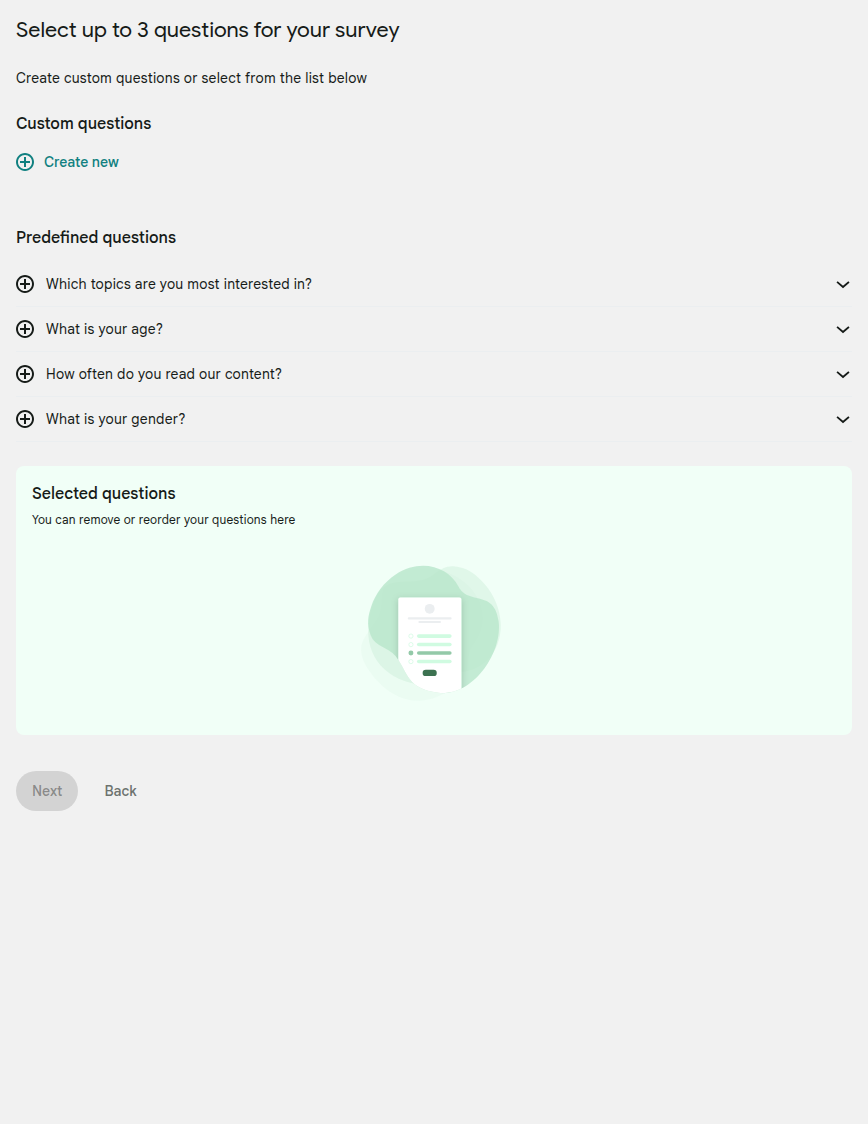 Select up to 3 questions for your survey
Create custom questions or select from the list below
Custom questions
Create new
Predefined questions
Which topics are you most interested in?
What is your age?
How often do you read our content?
What is your gender?
Selected questions
You can remove or reorder your questions here
Next
Back